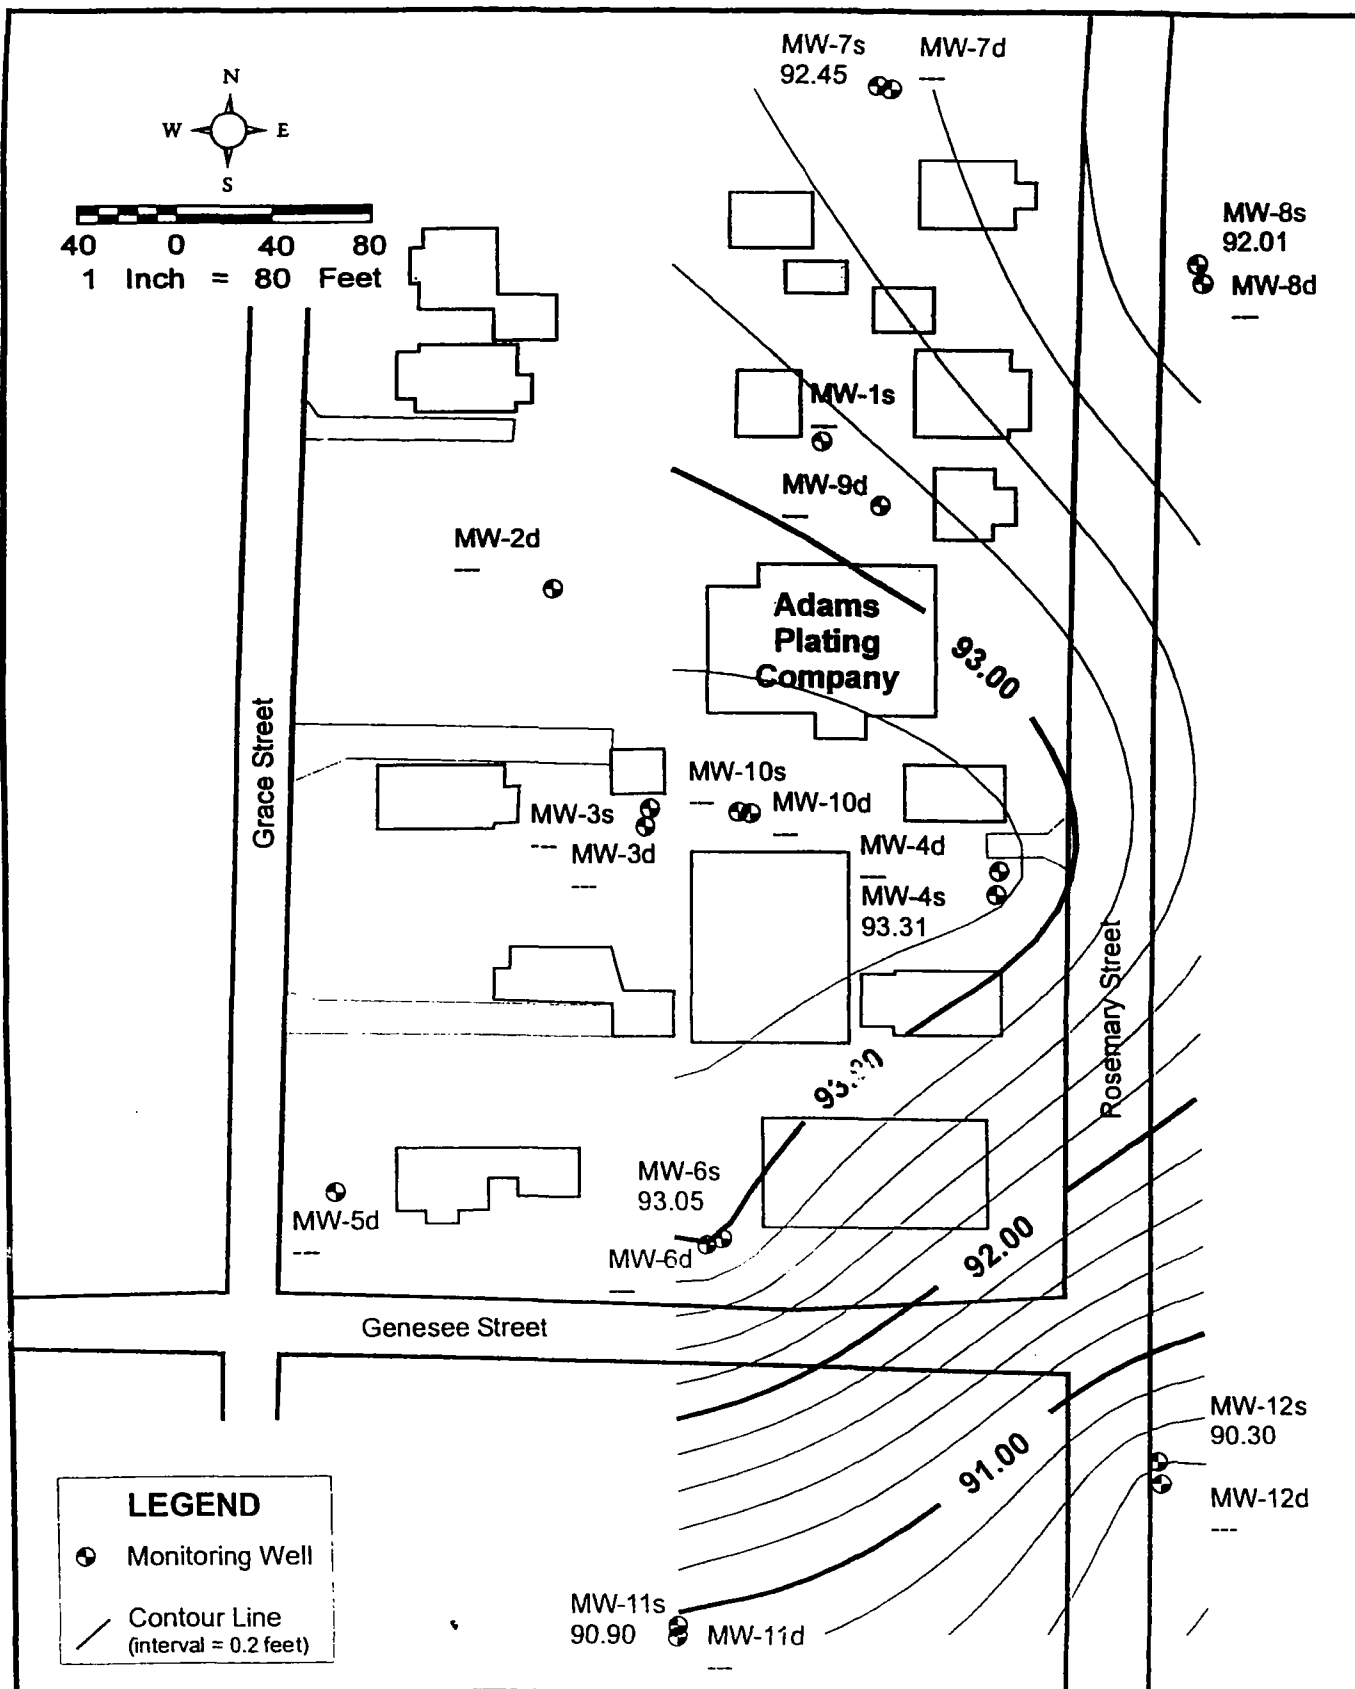 MW-7s
92.45
MW-7d
---
N
W E
S
40 0 40 80
1 Inch = 80 Feet
MW-8s
92.01
MW-8d
---
MW-1s
---
MW-9d
---
MW-2d
---
Adams
Plating
Company
93.00
Grace Street
MW-10s
---
MW-10d
---
MW-3s
---
MW-3d
---
MW-4d
---
MW-4s
93.31
Rosemary Street
MW-6s
93.05
MW-6d
---
MW-5d
---
92.00
Genesee Street
91.00
MW-12s
90.30
MW-12d
---
LEGEND
Monitoring Well
Contour Line
(interval = 0.2 feet)
MW-11s
90.90
MW-11d
---